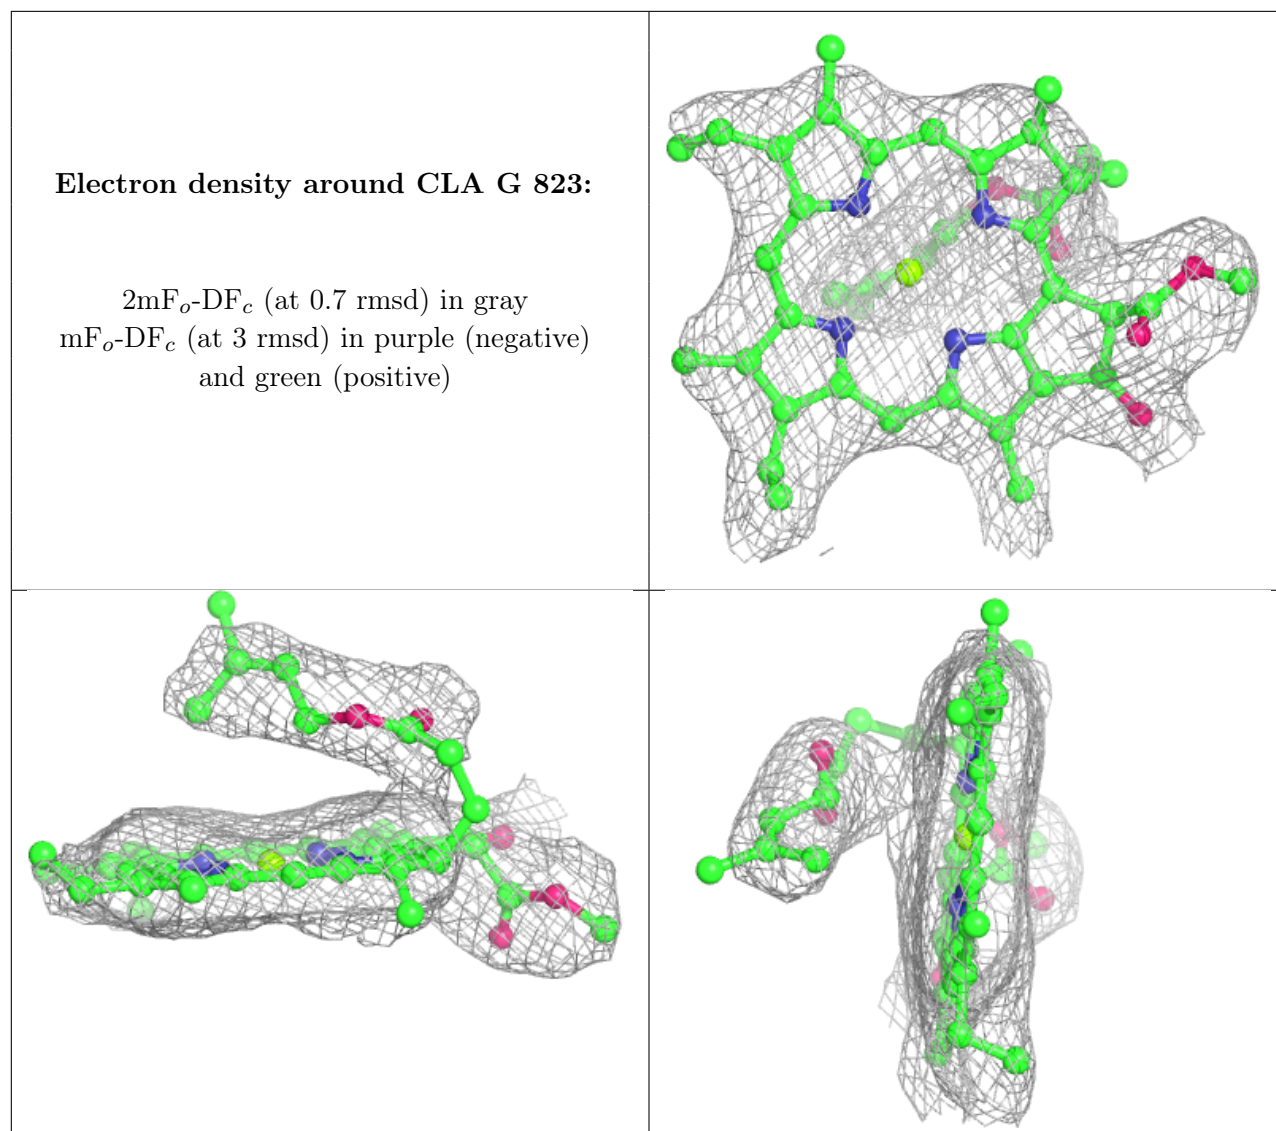 Electron density around CLA G 823:
2mFₒ-DF𝒸 (at 0.7 rmsd) in gray
mFₒ-DF𝒸 (at 3 rmsd) in purple (negative)
and green (positive)